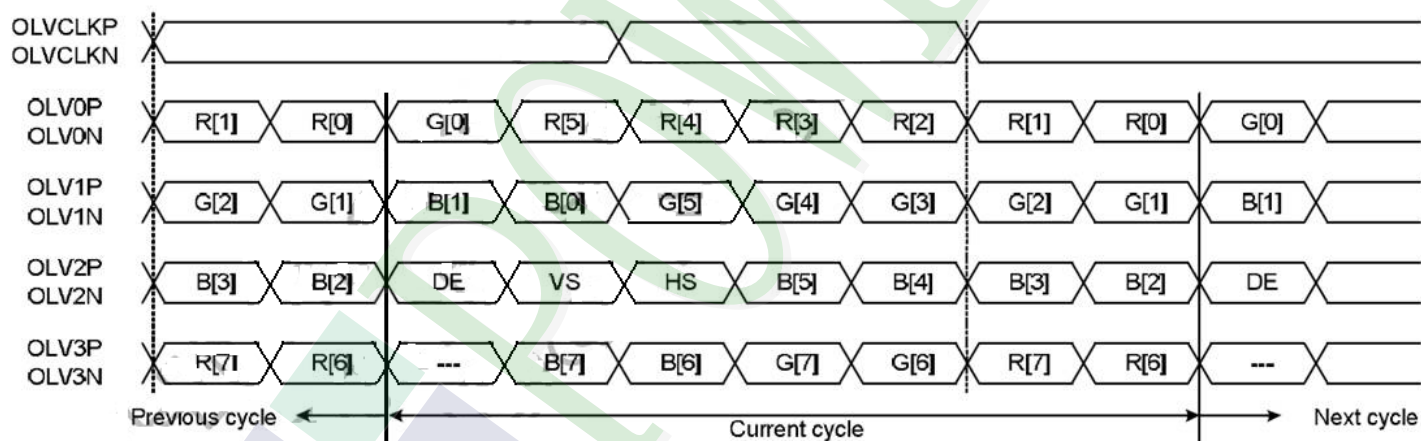 OLVCLKP
OLVCLKN
OLV0P
OLV0N
R[1] R[0] G[0] R[5] R[4] R[3] R[2] R[1] R[0] G[0]
OLV1P
OLV1N
G[2] G[1] B[1] B[0] G[5] G[4] G[3] G[2] G[1] B[1]
OLV2P
OLV2N
B[3] B[2] DE VS HS B[5] B[4] B[3] B[2] DE
OLV3P
OLV3N
R[7] R[6] --- B[7] B[6] G[7] G[6] R[7] R[6] ---
Previous cycle Current cycle Next cycle